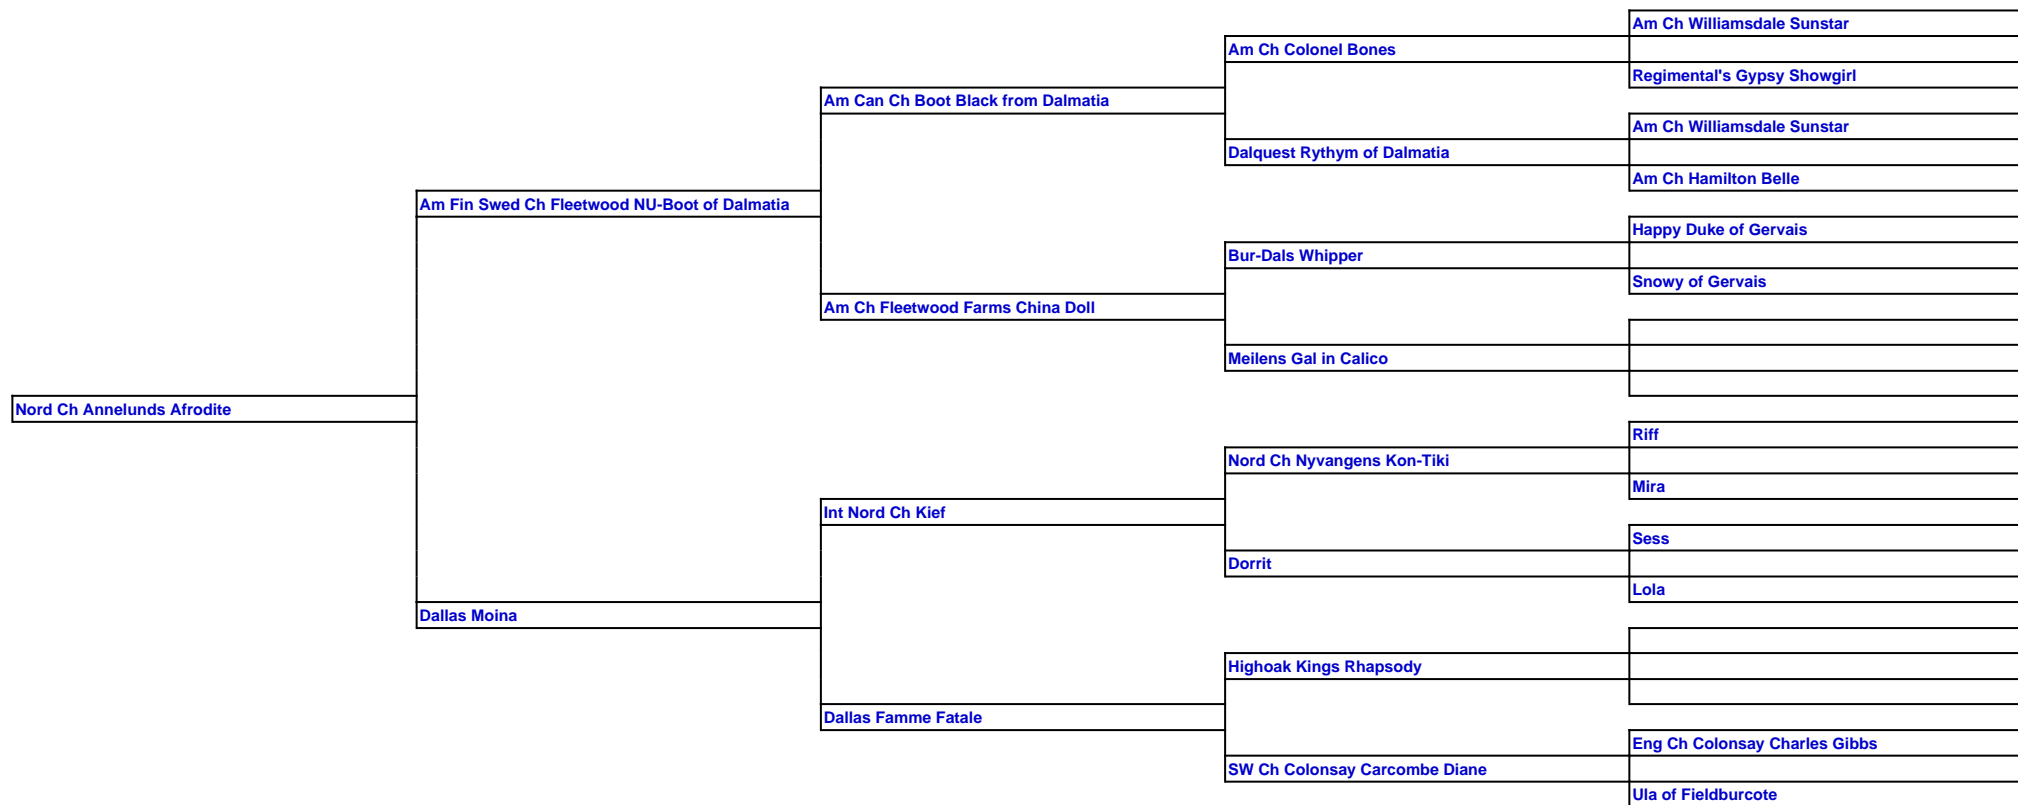 Am Ch Williamsdale Sunstar
Am Ch Colonel Bones
Regimental's Gypsy Showgirl
Am Can Ch Boot Black from Dalmatia
Am Ch Williamsdale Sunstar
Dalquest Rythym of Dalmatia
Am Ch Hamilton Belle
Am Fin Swed Ch Fleetwood NU-Boot of Dalmatia
Happy Duke of Gervais
Bur-Dals Whipper
Snowy of Gervais
Am Ch Fleetwood Farms China Doll
Meilens Gal in Calico
Nord Ch Annelunds Afrodite
Riff
Nord Ch Nyvangens Kon-Tiki
Mira
Int Nord Ch Kief
Sess
Dorrit
Lola
Dallas Moina
Highoak Kings Rhapsody
Dallas Famme Fatale
Eng Ch Colonsay Charles Gibbs
SW Ch Colonsay Carcombe Diane
Ula of Fieldburcote